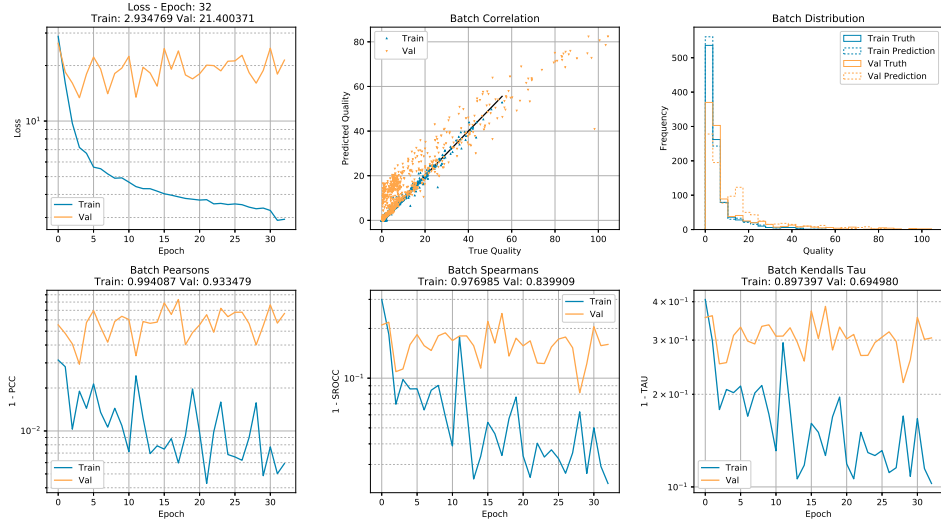 Loss - Epoch: 32
Train: 2.934769 Val: 21.400371
Loss
10¹
Train
Val
0 5 10 15 20 25 30
Epoch
Batch Correlation
Train
Val
Predicted Quality
80
60
40
20
0
0 20 40 60 80 100
True Quality
Batch Distribution
Train Truth
Train Prediction
Val Truth
Val Prediction
Frequency
500
400
300
200
100
0
0 20 40 60 80 100
Quality
Batch Pearsons
Train: 0.994087 Val: 0.933479
1 - PCC
10⁻²
Train
Val
0 5 10 15 20 25 30
Epoch
Batch Spearmans
Train: 0.976985 Val: 0.839909
Train
Val
1 - SROCC
10⁻¹
0 5 10 15 20 25 30
Epoch
Batch Kendalls Tau
Train: 0.897397 Val: 0.694980
1 - TAU
4 × 10⁻¹
3 × 10⁻¹
2 × 10⁻¹
10⁻¹
Train
Val
0 5 10 15 20 25 30
Epoch